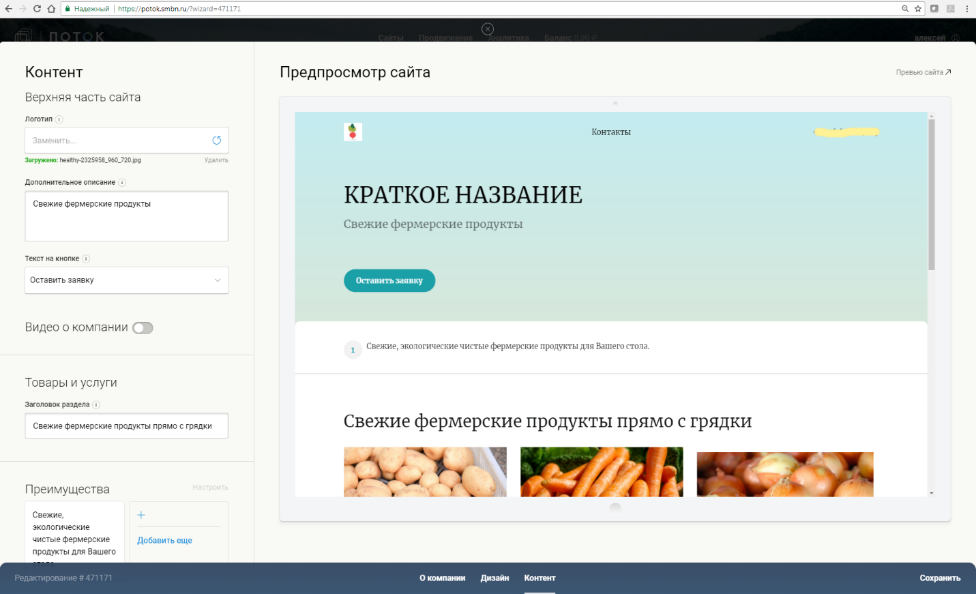 Надежный | https://potok.smbn.ru/?wizard=471171
ПОТОК
Сайты Продвижение Аналитика Баланс 0,00 ₽
алексей
Контент
Верхняя часть сайта
Логотип
Заменить...
Загружено: healthy-2325958_960_720.jpg Удалить
Дополнительное описание
Свежие фермерские продукты
Текст на кнопке
Оставить заявку
Видео о компании
Товары и услуги
Заголовок раздела
Свежие фермерские продукты прямо с грядки
Преимущества Настроить
Свежие,
экологические
чистые фермерские
продукты для Вашего
стола.
+
Добавить еще
Предпросмотр сайта
Превью сайта
Контакты
КРАТКОЕ НАЗВАНИЕ
Свежие фермерские продукты
Оставить заявку
1 Свежие, экологические чистые фермерские продукты для Вашего стола.
Свежие фермерские продукты прямо с грядки
Редактирование # 471171
О компании Дизайн Контент
Сохранить